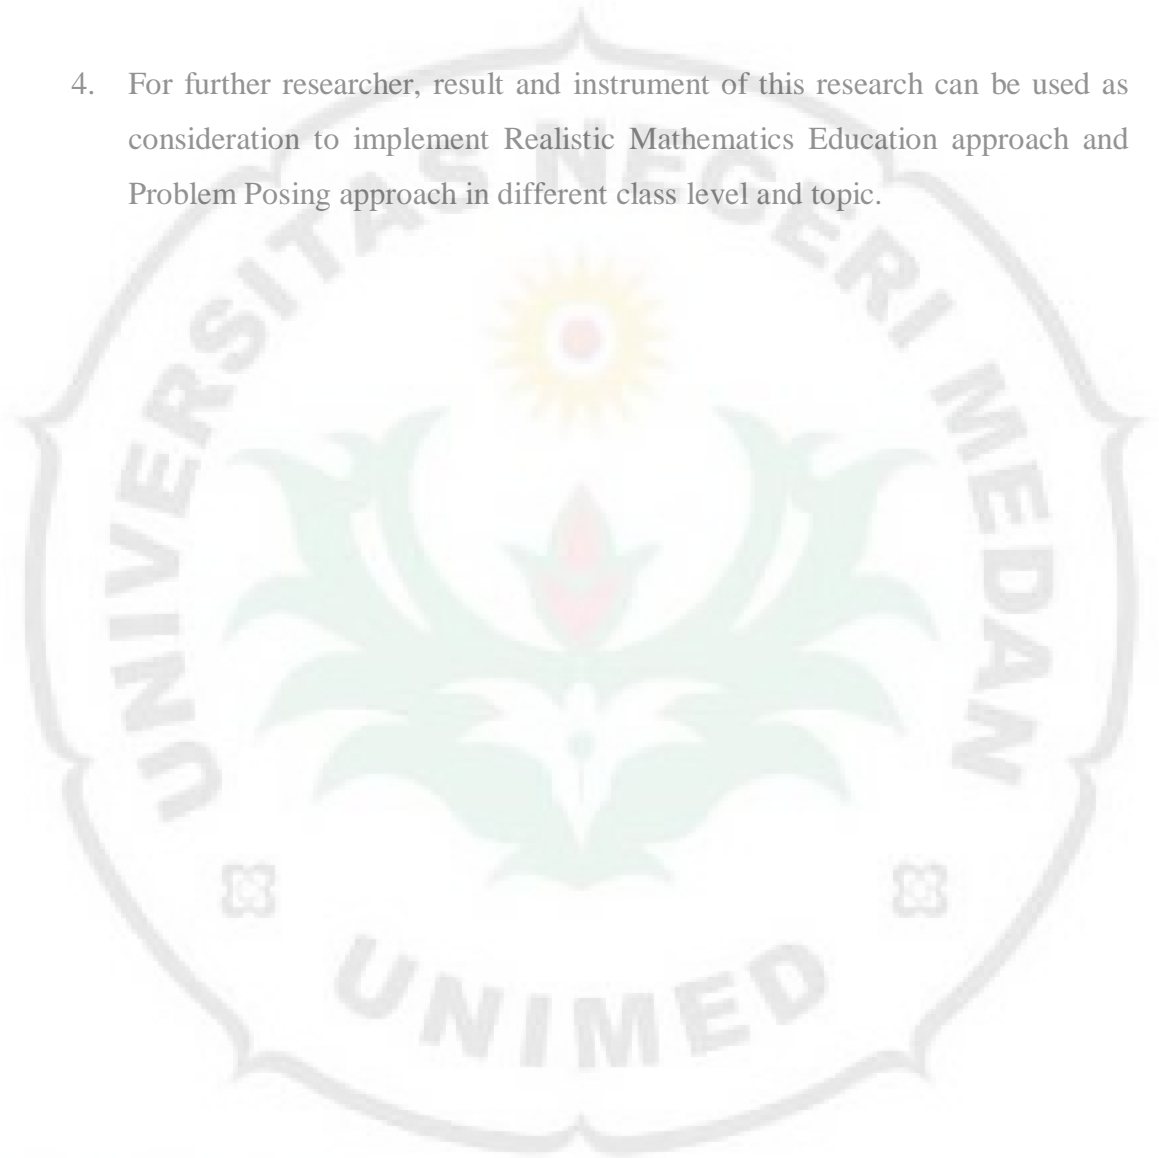 4. For further researcher, result and instrument of this research can be used as
consideration to implement Realistic Mathematics Education approach and
Problem Posing approach in different class level and topic.
UNIVERSITAS NEGERI MEDAN
UNIMED